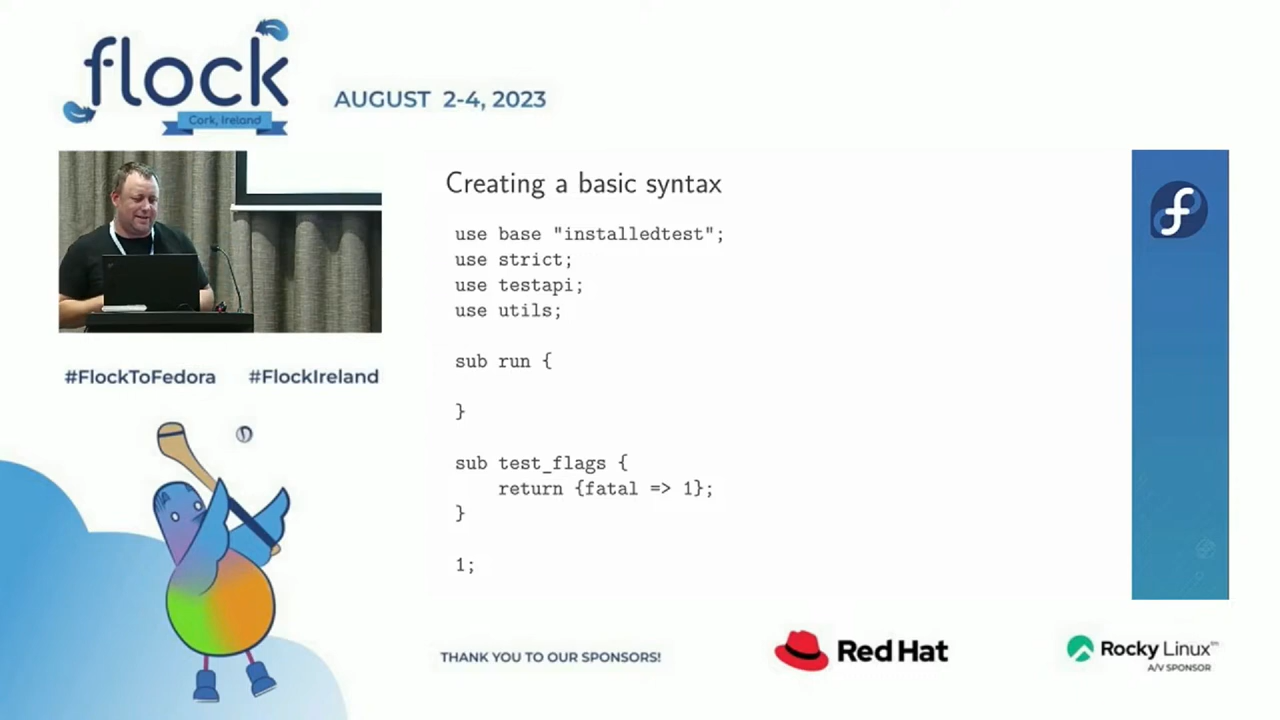 flock
Cork, Ireland
AUGUST 2-4, 2023
Creating a basic syntax
use base "installedtest";
use strict;
use testapi;
use utils;
sub run {
}
sub test_flags {
return {fatal => 1};
}
1;
#FlockToFedora #FlockIreland
THANK YOU TO OUR SPONSORS!
Red Hat
Rocky Linux™
A/V SPONSOR